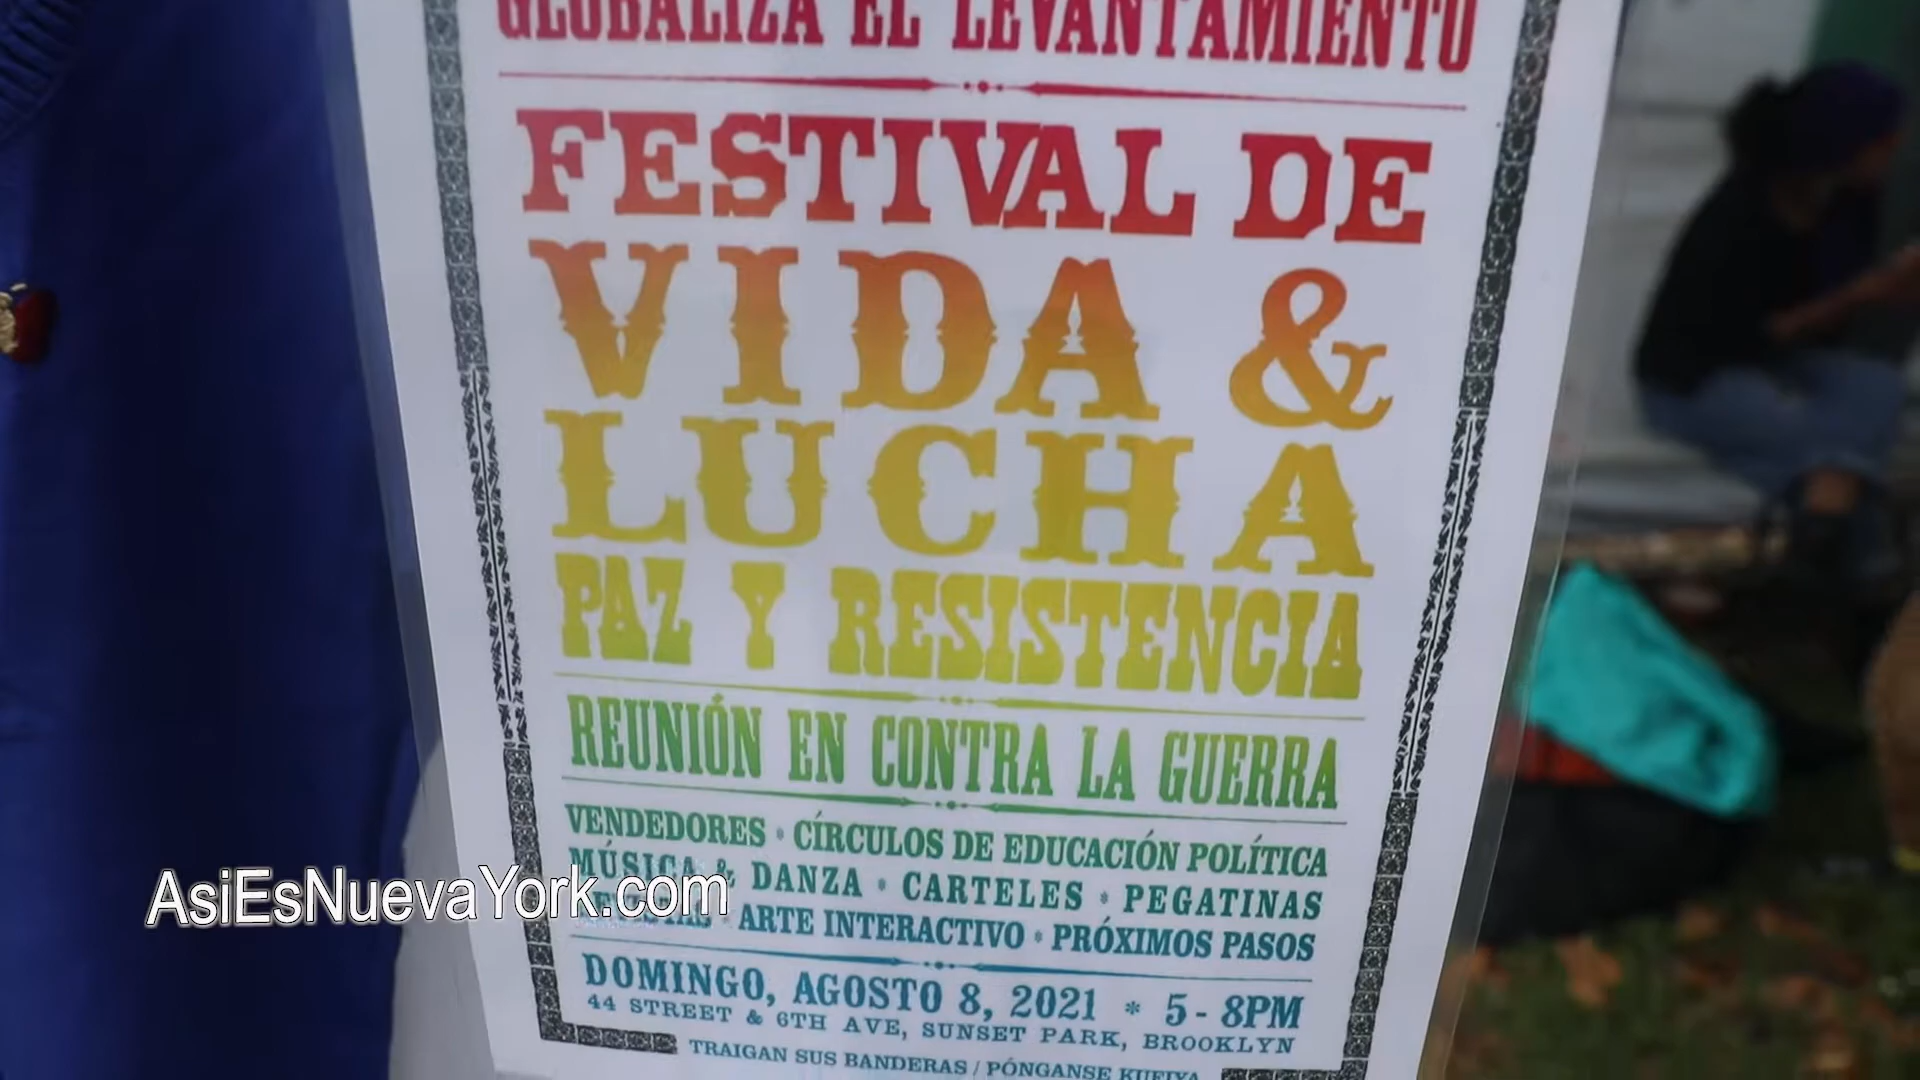 GLOBALIZA EL LEVANTAMIENTO
FESTIVAL DE
VIDA &
LUCHA
PAZ Y RESISTENCIA
REUNIÓN EN CONTRA LA GUERRA
VENDEDORES • CÍRCULOS DE EDUCACIÓN POLÍTICA
MÚSICA & DANZA • CARTELES • PEGATINAS
• ARTE INTERACTIVO • PRÓXIMOS PASOS
DOMINGO, AGOSTO 8, 2021 * 5 - 8PM
44 STREET & 6TH AVE, SUNSET PARK, BROOKLYN
TRAIGAN SUS BANDERAS / PÓNGANSE KUFIYA
AsiEsNuevaYork.com